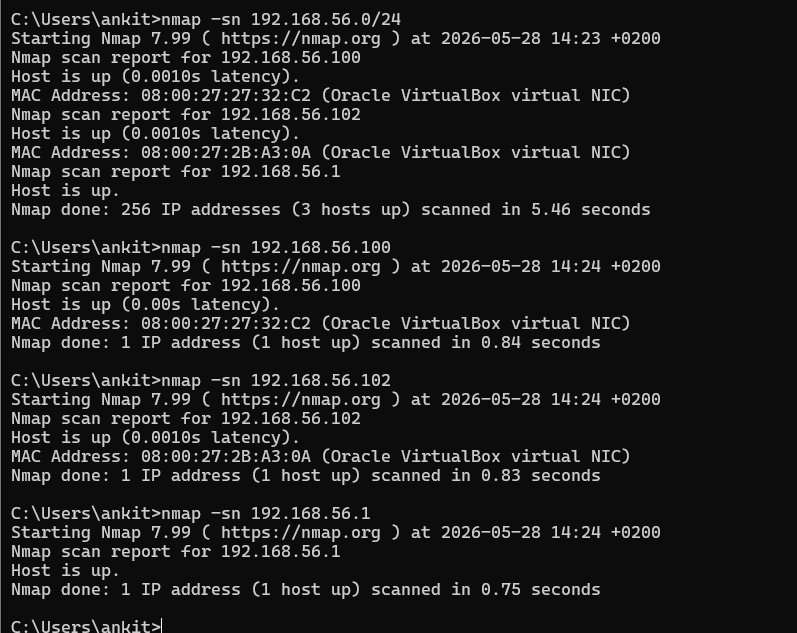 C:\Users\ankit>nmap -sn 192.168.56.0/24
Starting Nmap 7.99 ( https://nmap.org ) at 2026-05-28 14:23 +0200
Nmap scan report for 192.168.56.100
Host is up (0.0010s latency).
MAC Address: 08:00:27:27:32:C2 (Oracle VirtualBox virtual NIC)
Nmap scan report for 192.168.56.102
Host is up (0.0010s latency).
MAC Address: 08:00:27:2B:A3:0A (Oracle VirtualBox virtual NIC)
Nmap scan report for 192.168.56.1
Host is up.
Nmap done: 256 IP addresses (3 hosts up) scanned in 5.46 seconds

C:\Users\ankit>nmap -sn 192.168.56.100
Starting Nmap 7.99 ( https://nmap.org ) at 2026-05-28 14:24 +0200
Nmap scan report for 192.168.56.100
Host is up (0.00s latency).
MAC Address: 08:00:27:27:32:C2 (Oracle VirtualBox virtual NIC)
Nmap done: 1 IP address (1 host up) scanned in 0.84 seconds

C:\Users\ankit>nmap -sn 192.168.56.102
Starting Nmap 7.99 ( https://nmap.org ) at 2026-05-28 14:24 +0200
Nmap scan report for 192.168.56.102
Host is up (0.0010s latency).
MAC Address: 08:00:27:2B:A3:0A (Oracle VirtualBox virtual NIC)
Nmap done: 1 IP address (1 host up) scanned in 0.83 seconds

C:\Users\ankit>nmap -sn 192.168.56.1
Starting Nmap 7.99 ( https://nmap.org ) at 2026-05-28 14:24 +0200
Nmap scan report for 192.168.56.1
Host is up.
Nmap done: 1 IP address (1 host up) scanned in 0.75 seconds

C:\Users\ankit>